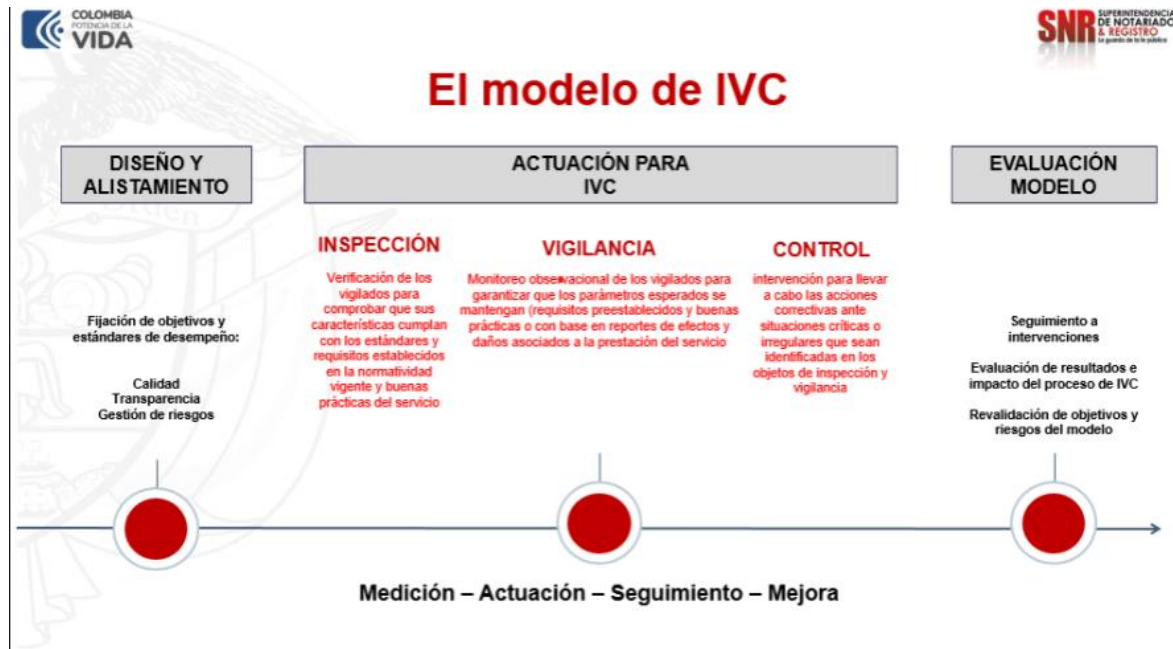 COLOMBIA
POTENCIA DE LA
VIDA
SNR
SUPERINTENDENCIA
DE NOTARIADO
& REGISTRO
La guarda de la fe pública
El modelo de IVC
DISEÑO Y
ALISTAMIENTO
Fijación de objetivos y
estándares de desempeño:
Calidad
Transparencia
Gestión de riesgos
ACTUACIÓN PARA
IVC
INSPECCIÓN
Verificación de los
vigilados para
comprobar que sus
características cumplan
con los estándares y
requisitos establecidos
en la normatividad
vigente y buenas
prácticas del servicio
VIGILANCIA
Monitoreo observacional de los vigilados para
garantizar que los parámetros esperados se
mantengan (requisitos preestablecidos y buenas
prácticas o con base en reportes de efectos y
daños asociados a la prestación del servicio
CONTROL
intervención para llevar
a cabo las acciones
correctivas ante
situaciones críticas o
irregulares que sean
identificadas en los
objetos de inspección y
vigilancia
EVALUACIÓN
MODELO
Seguimiento a
intervenciones
Evaluación de resultados e
impacto del proceso de IVC
Revalidación de objetivos y
riesgos del modelo
Medición – Actuación – Seguimiento – Mejora